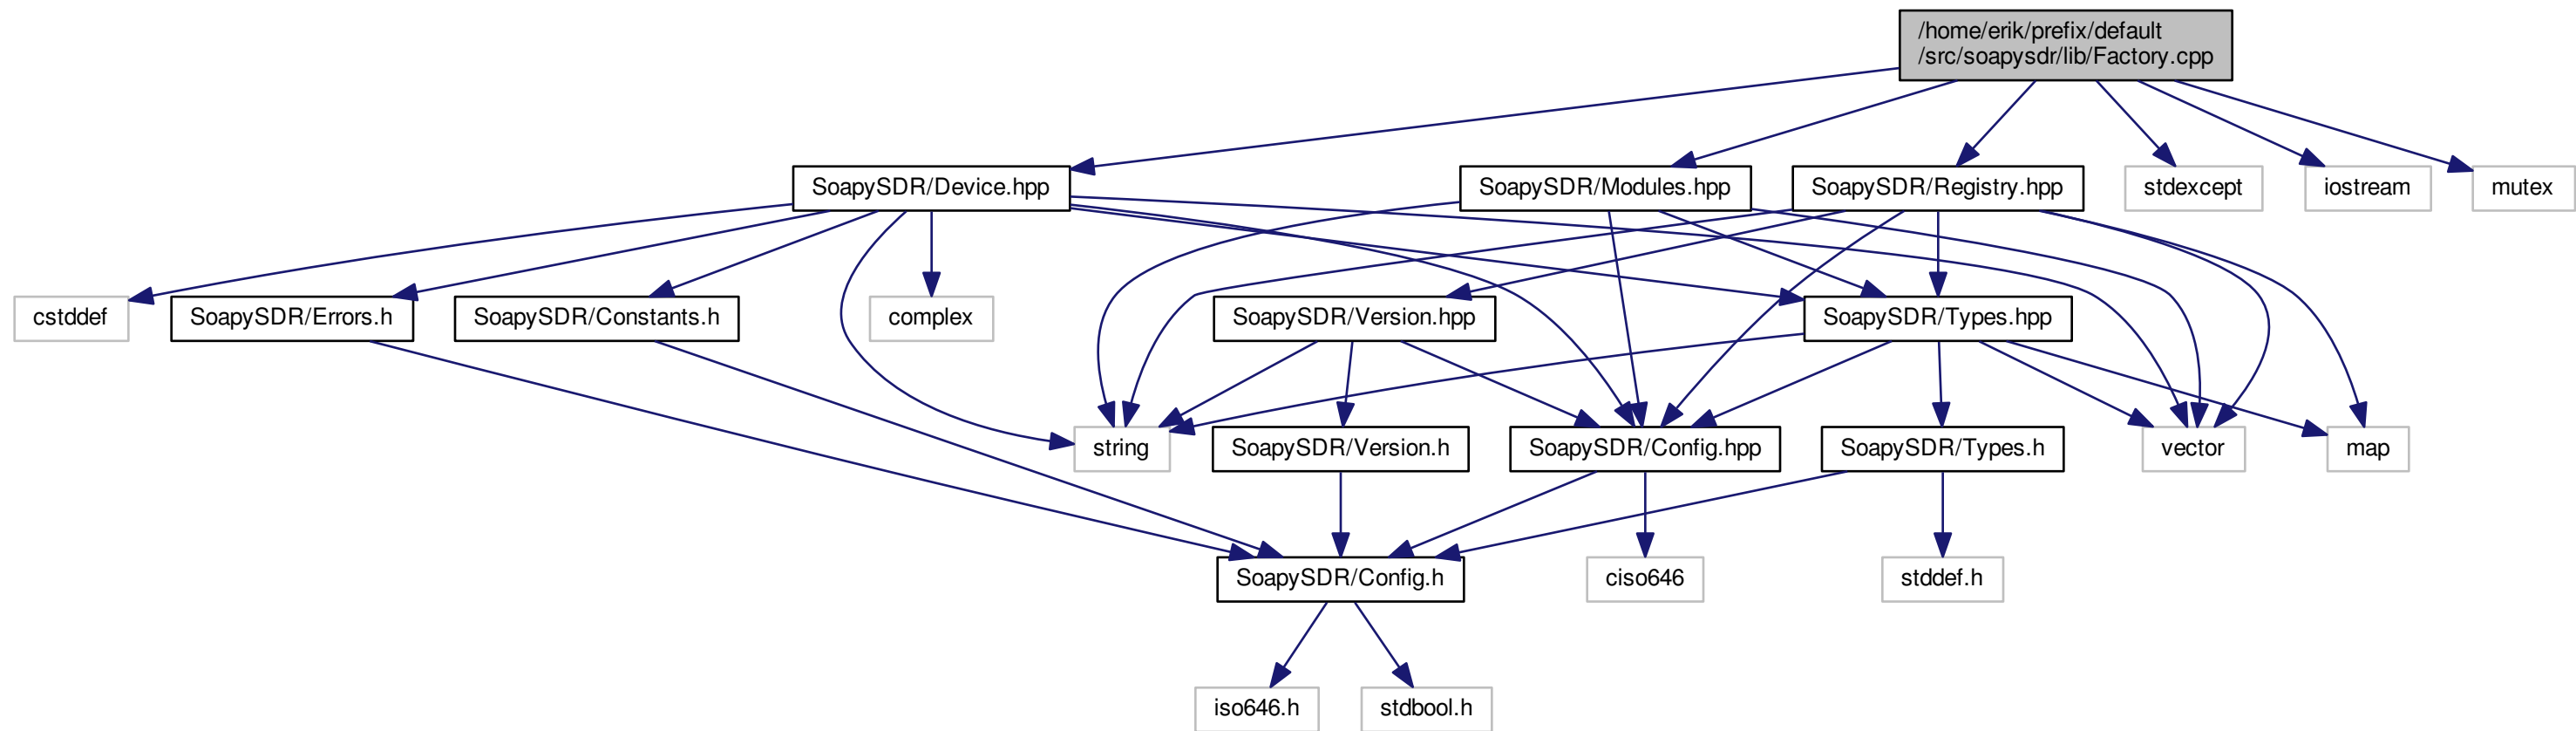 /home/erik/prefix/default
/src/soapysdr/lib/Factory.cpp
SoapySDR/Device.hpp
SoapySDR/Modules.hpp
SoapySDR/Registry.hpp
stdexcept
iostream
mutex
cstddef
SoapySDR/Errors.h
SoapySDR/Constants.h
complex
SoapySDR/Version.hpp
SoapySDR/Types.hpp
string
SoapySDR/Version.h
SoapySDR/Config.hpp
SoapySDR/Types.h
vector
map
SoapySDR/Config.h
ciso646
stddef.h
iso646.h
stdbool.h